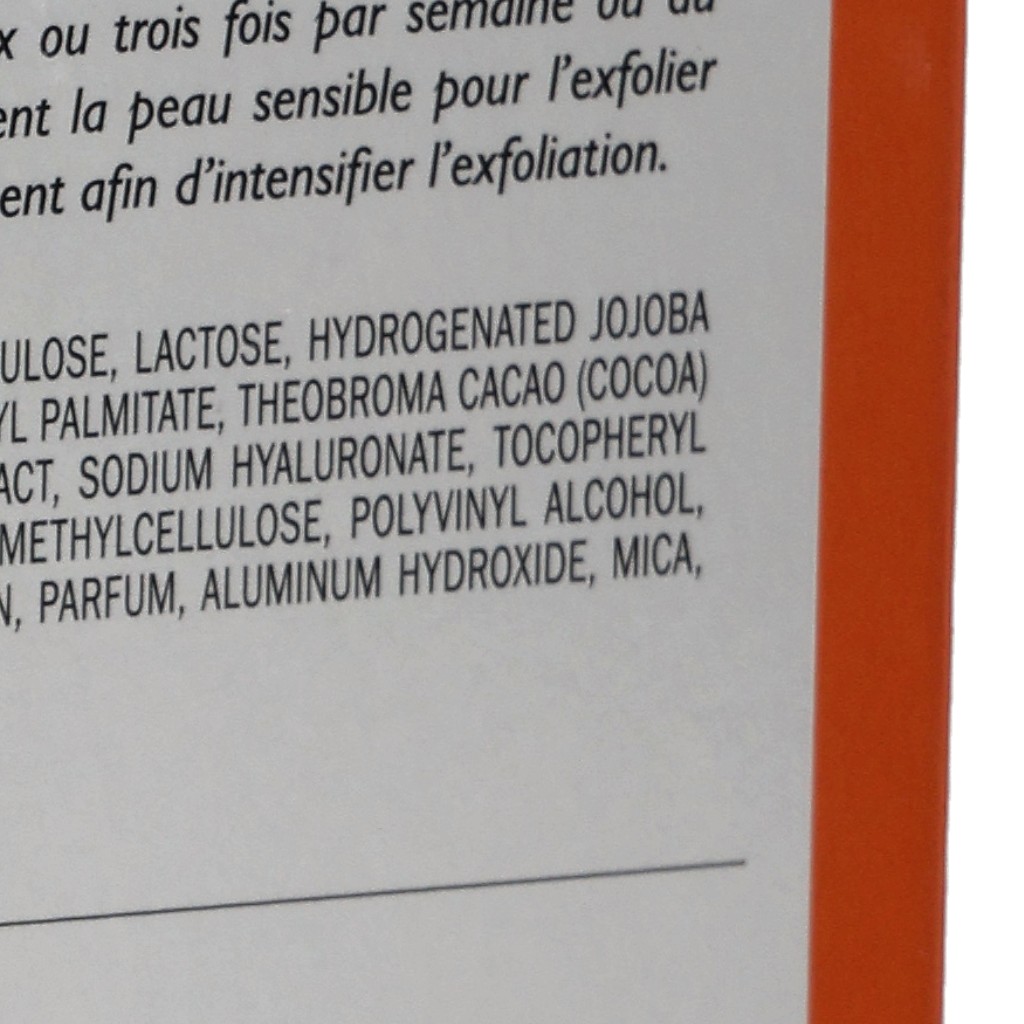 x ou trois fois par semaine ou au
ent la peau sensible pour l'exfolier
ent afin d'intensifier l'exfoliation.
ULOSE, LACTOSE, HYDROGENATED JOJOBA
YL PALMITATE, THEOBROMA CACAO (COCOA)
ACT, SODIUM HYALURONATE, TOCOPHERYL
METHYLCELLULOSE, POLYVINYL ALCOHOL,
N, PARFUM, ALUMINUM HYDROXIDE, MICA,